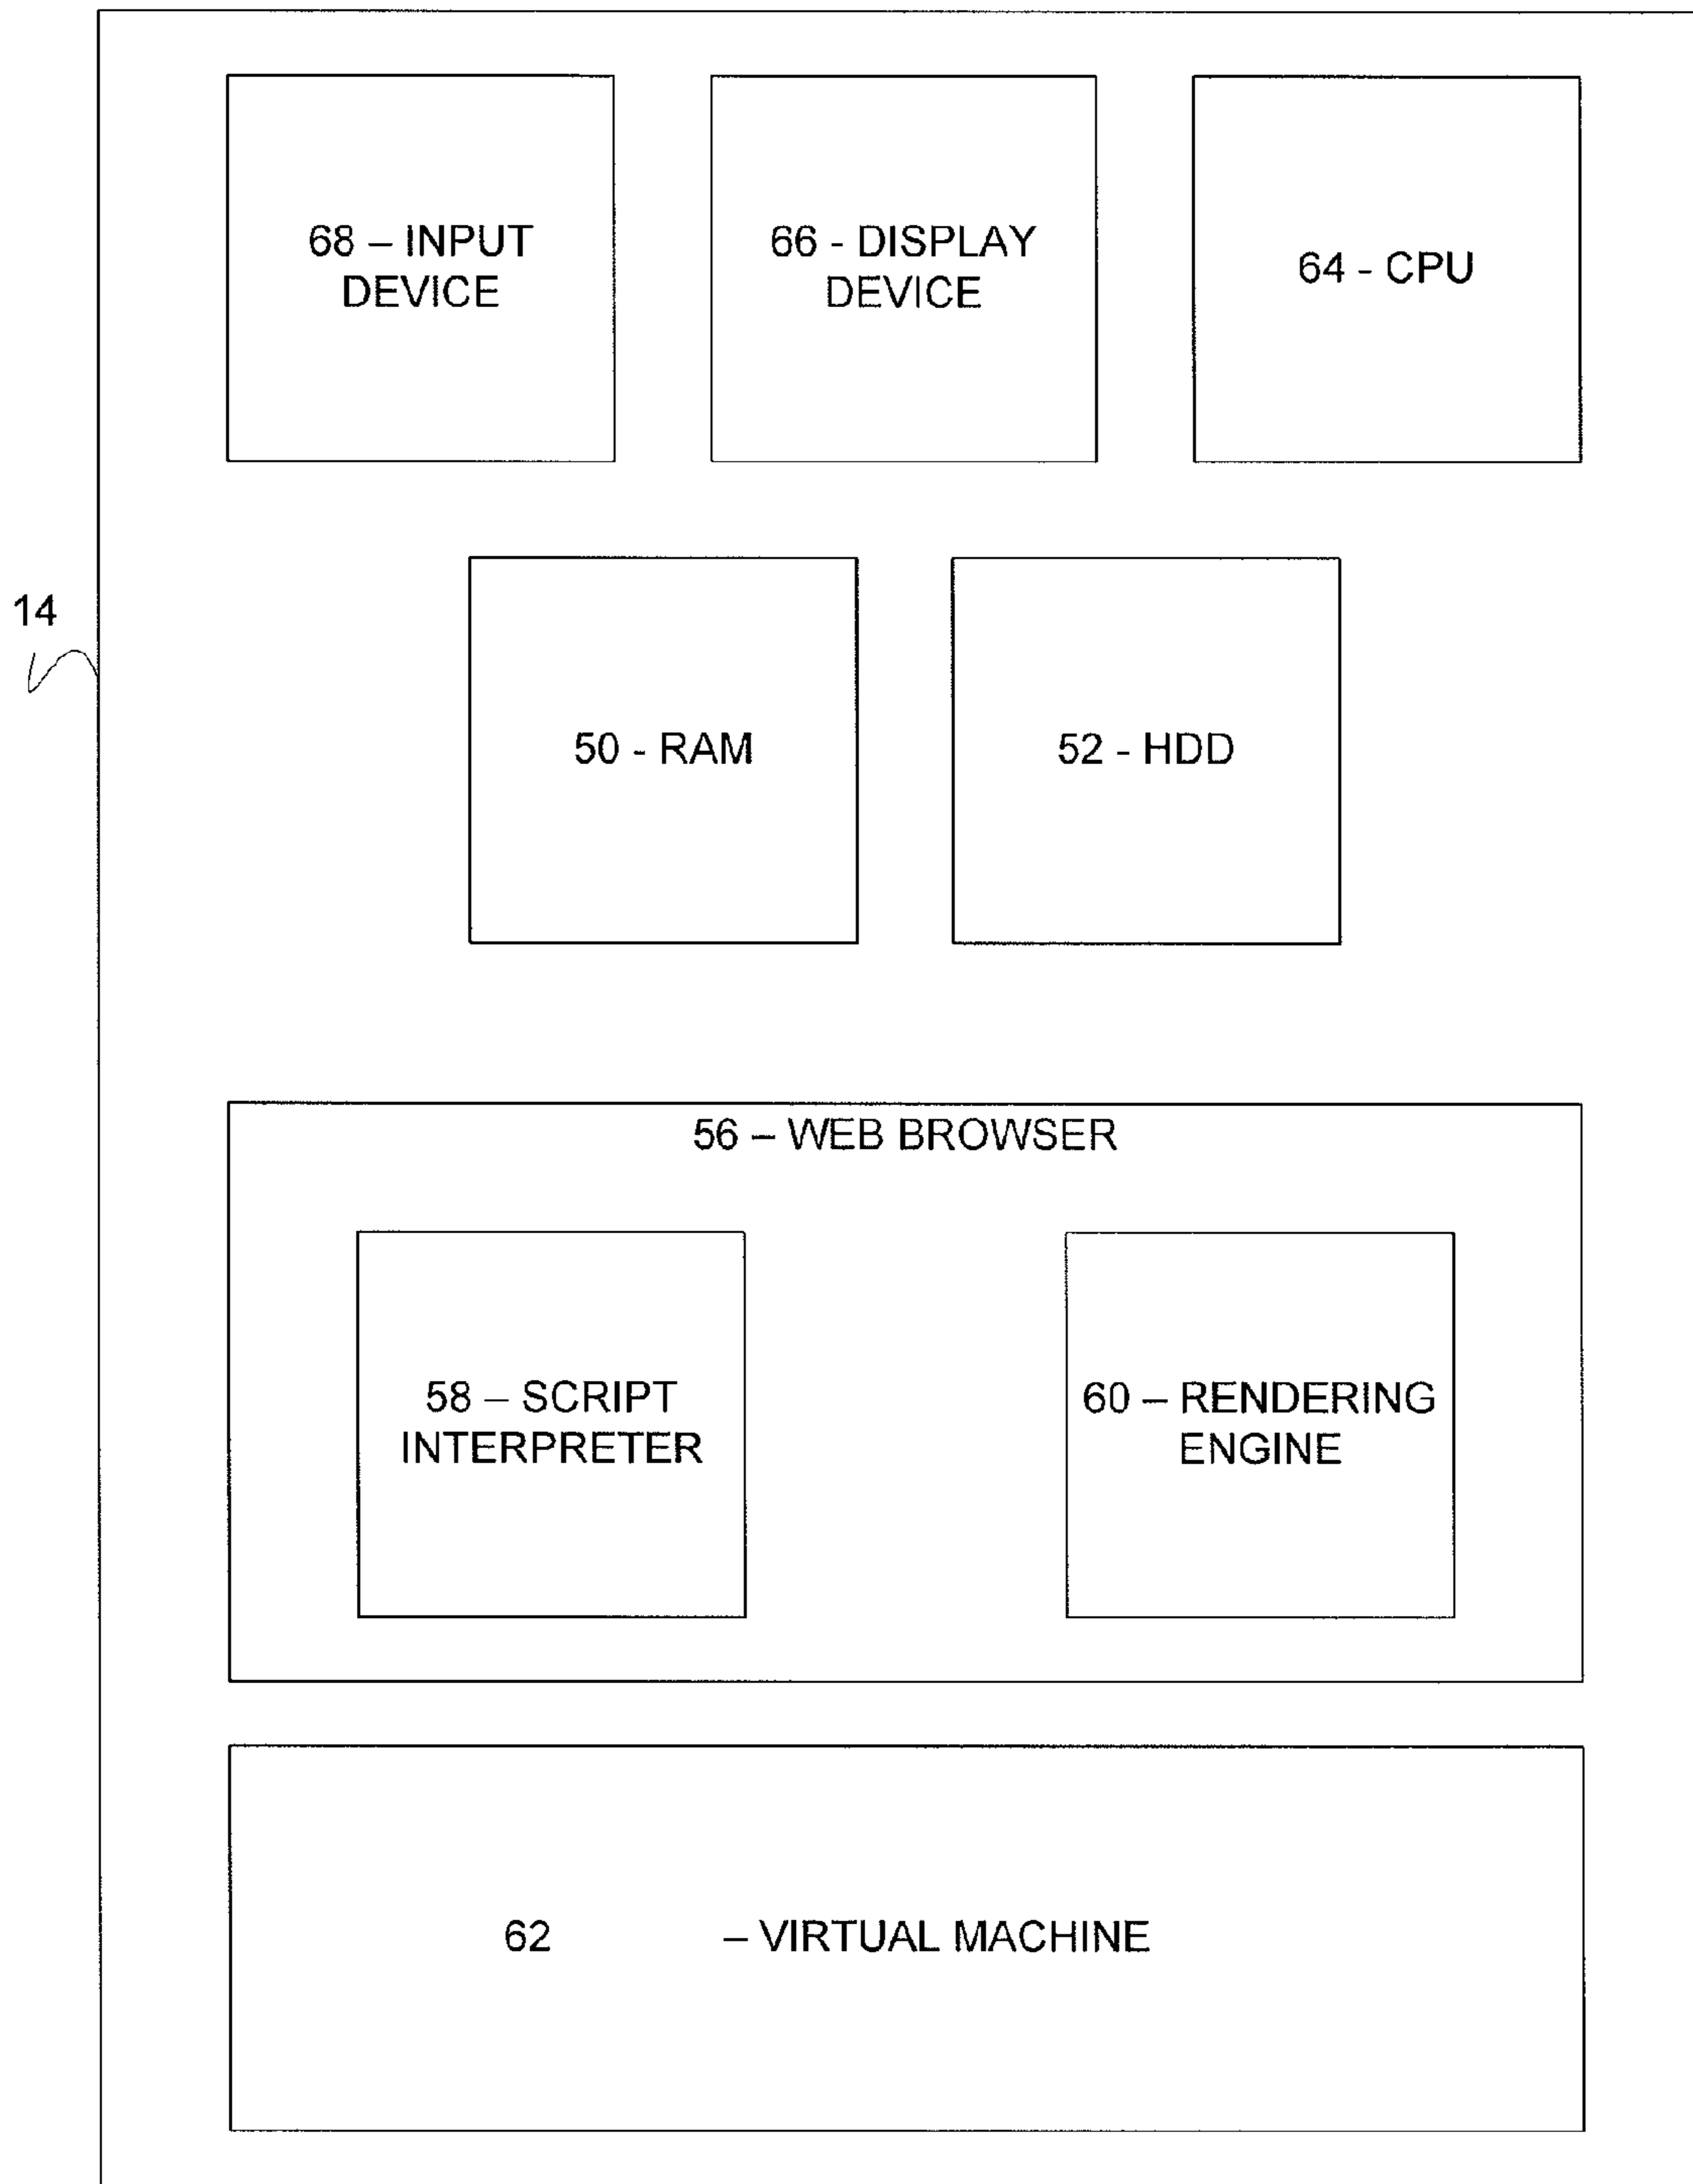 68 – INPUT
DEVICE
66 - DISPLAY
DEVICE
64 - CPU
14
50 - RAM
52 - HDD
56 – WEB BROWSER
58 – SCRIPT
INTERPRETER
60 – RENDERING
ENGINE
62 – VIRTUAL MACHINE